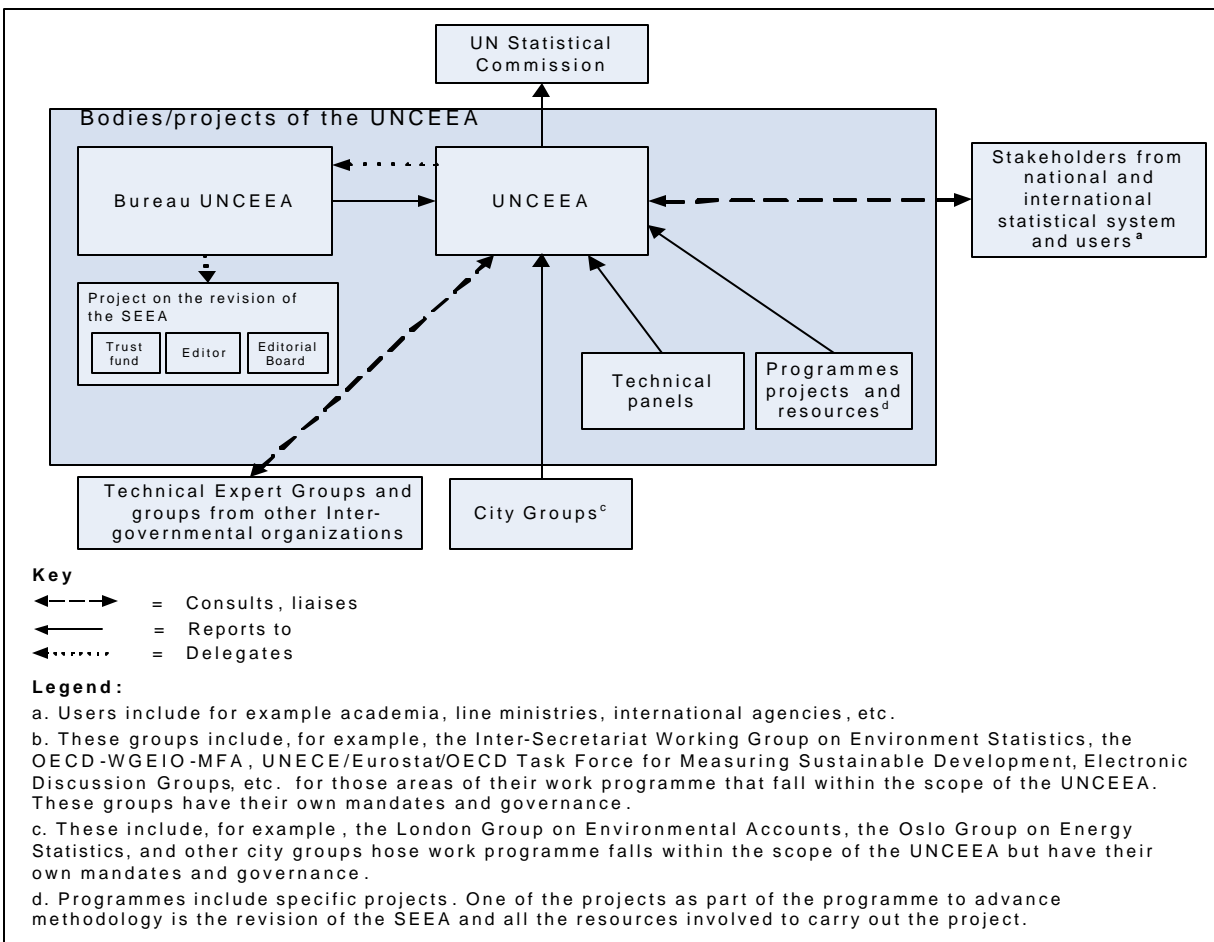 UN Statistical
Commission
Bodies/projects of the UNCEEA
Bureau UNCEEA
UNCEEA
Stakeholders from
national and
international
statistical system
and users a
Project on the revision of
the SEEA
Trust
fund
Editor
Editorial
Board
Technical
panels
Programmes
projects and
resources d
Technical Expert Groups and
groups from other Inter-
governmental organizations
City Groups c
Key
= Consults, liaises
= Reports to
= Delegates
Legend:
a. Users include for example academia, line ministries, international agencies, etc.
b. These groups include, for example, the Inter-Secretariat Working Group on Environment Statistics, the
OECD-WGEIO-MFA, UNECE/Eurostat/OECD Task Force for Measuring Sustainable Development, Electronic
Discussion Groups, etc. for those areas of their work programme that fall within the scope of the UNCEEA.
These groups have their own mandates and governance.
c. These include, for example, the London Group on Environmental Accounts, the Oslo Group on Energy
Statistics, and other city groups hose work programme falls within the scope of the UNCEEA but have their
own mandates and governance.
d. Programmes include specific projects. One of the projects as part of the programme to advance
methodology is the revision of the SEEA and all the resources involved to carry out the project.